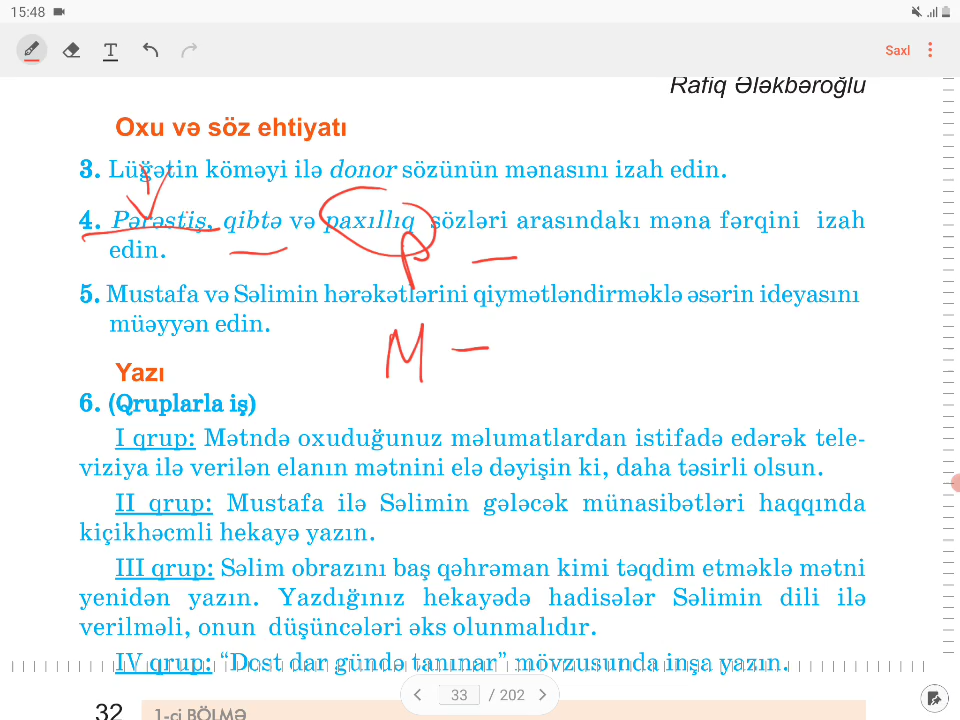 15:48
T
Saxl
Rafiq Ələkbəroğlu
Oxu və söz ehtiyatı
3. Lüğətin köməyi ilə donor sözünün mənasını izah edin.
4. Pərəstiş, qibtə və paxıllıq sözləri arasındakı məna fərqini izah
edin.
P –
5. Mustafa və Səlimin hərəkətlərini qiymətləndirməklə əsərin ideyasını
müəyyən edin.
M –
Yazı
6. (Qruplarla iş)
I qrup: Mətndə oxuduğunuz məlumatlardan istifadə edərək tele-
viziya ilə verilən elanın mətnini elə dəyişin ki, daha təsirli olsun.
II qrup: Mustafa ilə Səlimin gələcək münasibətləri haqqında
kiçikhəcmli hekayə yazın.
III qrup: Səlim obrazını baş qəhrəman kimi təqdim etməklə mətni
yenidən yazın. Yazdığınız hekayədə hadisələr Səlimin dili ilə
verilməli, onun düşüncələri əks olunmalıdır.
IV qrup: “Dost dar gündə tanınar” mövzusunda inşa yazın.
33 / 202
32 1-ci BÖLMƏ